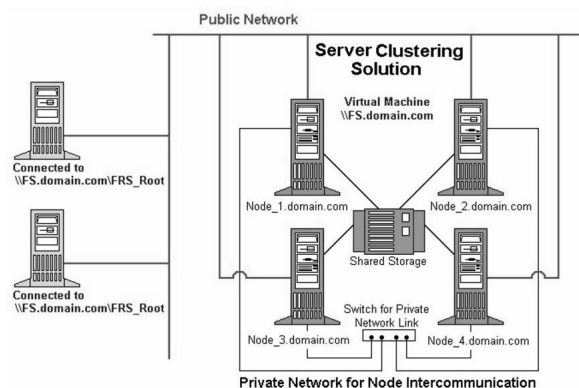 Public Network
Server Clustering
Solution
Virtual Machine
\\FS.domain.com
Connected to
\\FS.domain.com\FRS_Root
Node_1.domain.com
Node_2.domain.com
Shared Storage
Connected to
\\FS.domain.com\FRS_Root
Switch for Private
Network Link
Node_3.domain.com
Node_4.domain.com
Private Network for Node Intercommunication